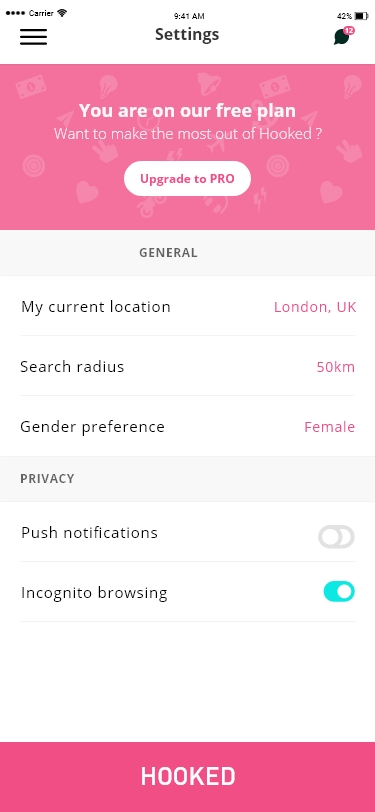 Carrier 9:41 AM 42%
Settings
12
You are on our free plan
Want to make the most out of Hooked ?
Upgrade to PRO
GENERAL
My current location London, UK
Search radius 50km
Gender preference Female
PRIVACY
Push notifications
Incognito browsing
HOOKED